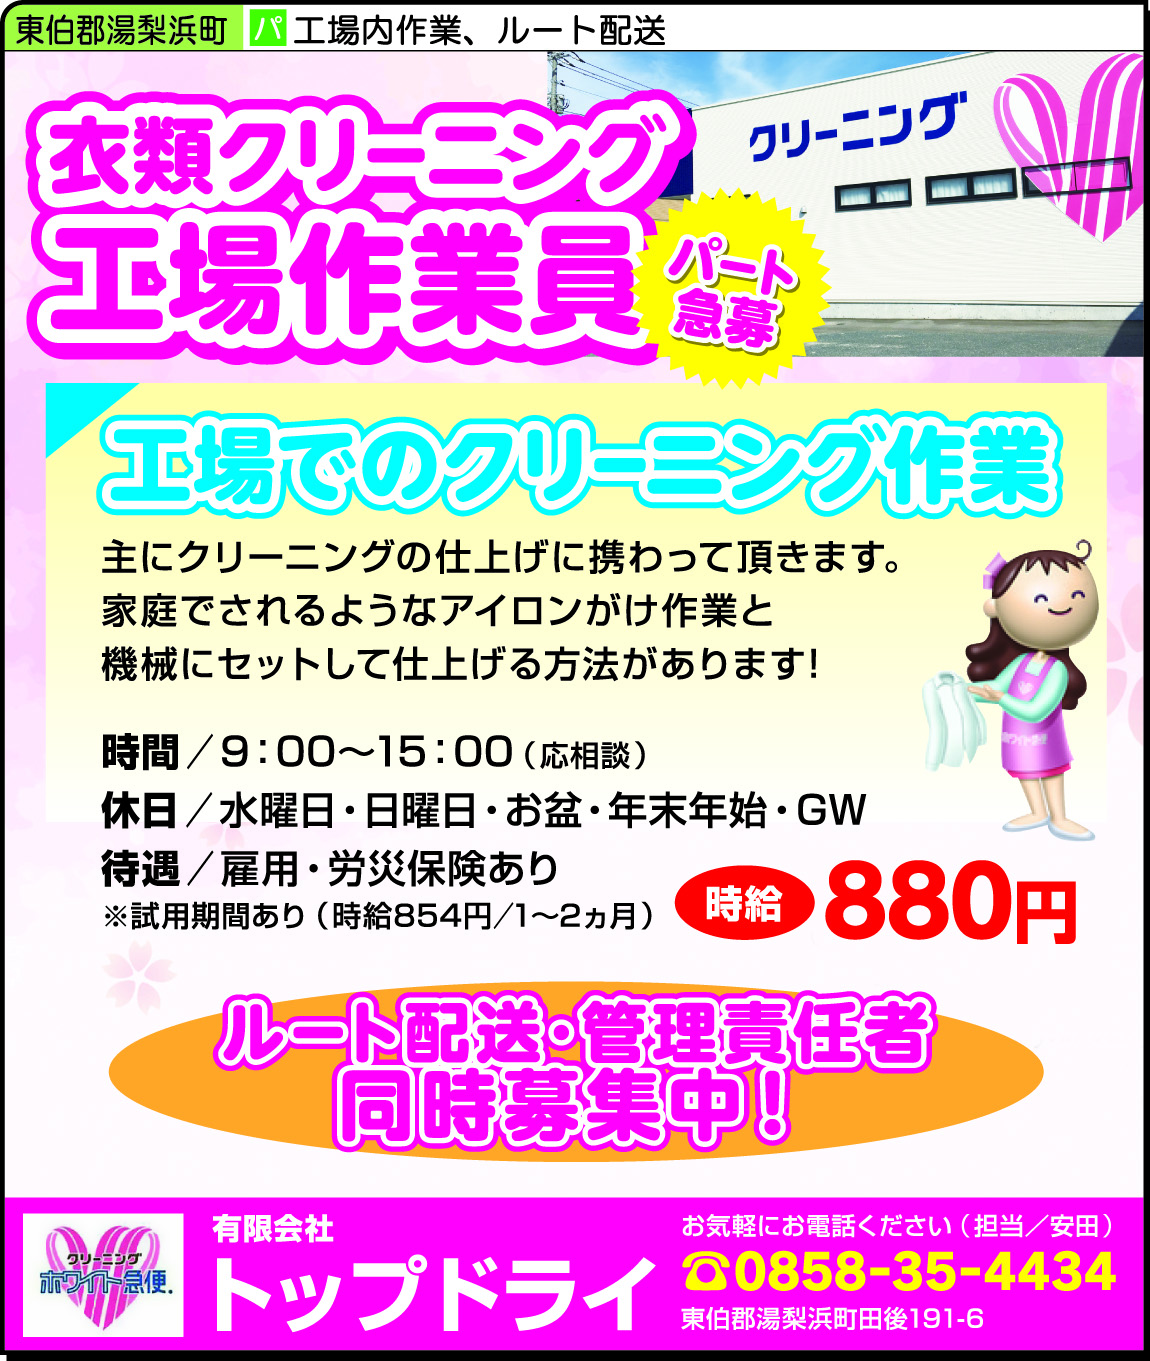 東伯郡湯梨浜町 パ 工場内作業、ルート配送
クリーニング
衣類クリーニング
工場作業員
パート
急募
工場でのクリーニング作業
主にクリーニングの仕上げに携わって頂きます。
家庭でされるようなアイロンがけ作業と
機械にセットして仕上げる方法があります!
時間／9：00〜15：00（応相談）
休日／水曜日・日曜日・お盆・年末年始・GW
待遇／雇用・労災保険あり
※試用期間あり（時給854円/1〜2ヵ月）
時給 880円
ルート配送・管理責任者
同時募集中!
クリーニング
ホワイト急便.
有限会社
トップドライ
お気軽にお電話ください（担当／安田）
☎0858-35-4434
東伯郡湯梨浜町田後191-6